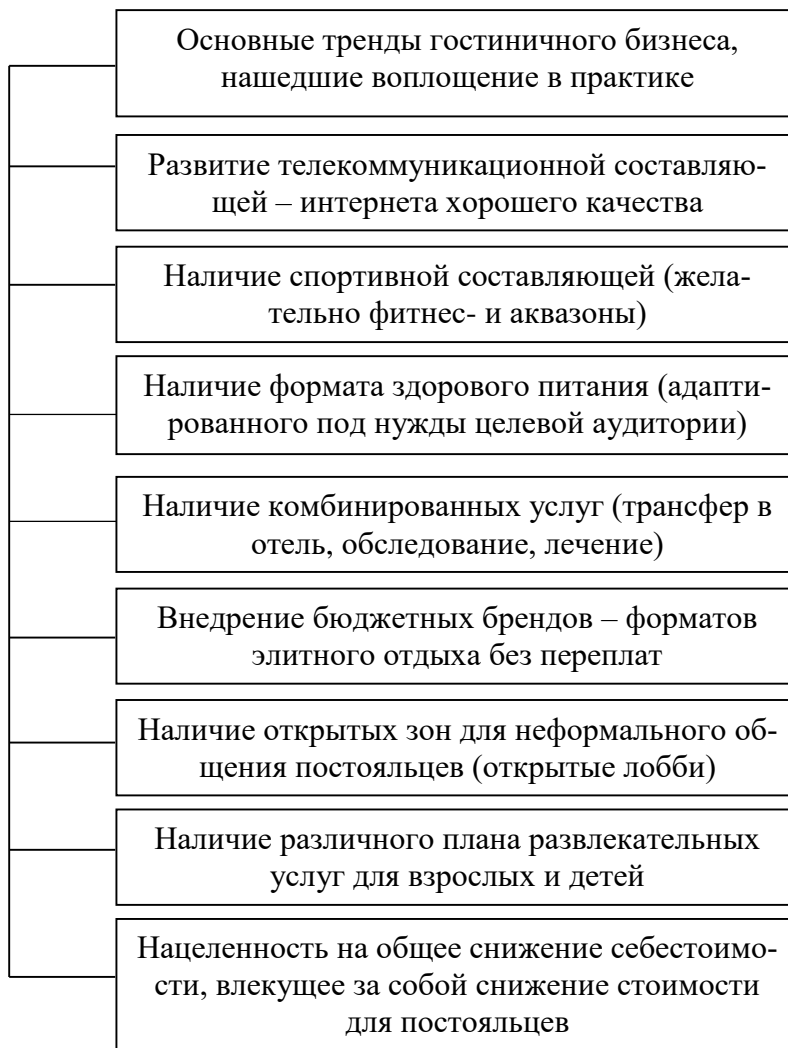 Основные тренды гостиничного бизнеса,
нашедшие воплощение в практике
Развитие телекоммуникационной составляю-
щей – интернета хорошего качества
Наличие спортивной составляющей (жела-
тельно фитнес- и аквазоны)
Наличие формата здорового питания (адапти-
рованного под нужды целевой аудитории)
Наличие комбинированных услуг (трансфер в
отель, обследование, лечение)
Внедрение бюджетных брендов – форматов
элитного отдыха без переплат
Наличие открытых зон для неформального об-
щения постояльцев (открытые лобби)
Наличие различного плана развлекательных
услуг для взрослых и детей
Нацеленность на общее снижение себестоимо-
сти, влекущее за собой снижение стоимости
для постояльцев